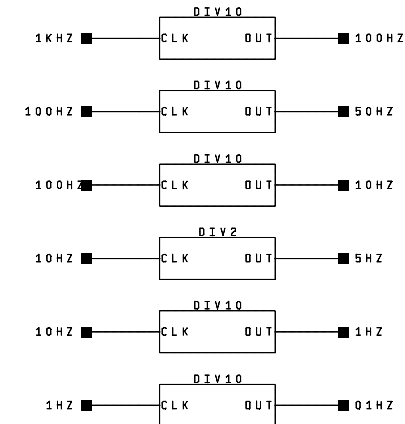 DIV10
1KHZ CLK OUT 100HZ
DIV10
100HZ CLK OUT 50HZ
DIV10
100HZ CLK OUT 10HZ
DIV2
10HZ CLK OUT 5HZ
DIV10
10HZ CLK OUT 1HZ
DIV10
1HZ CLK OUT Q1HZ